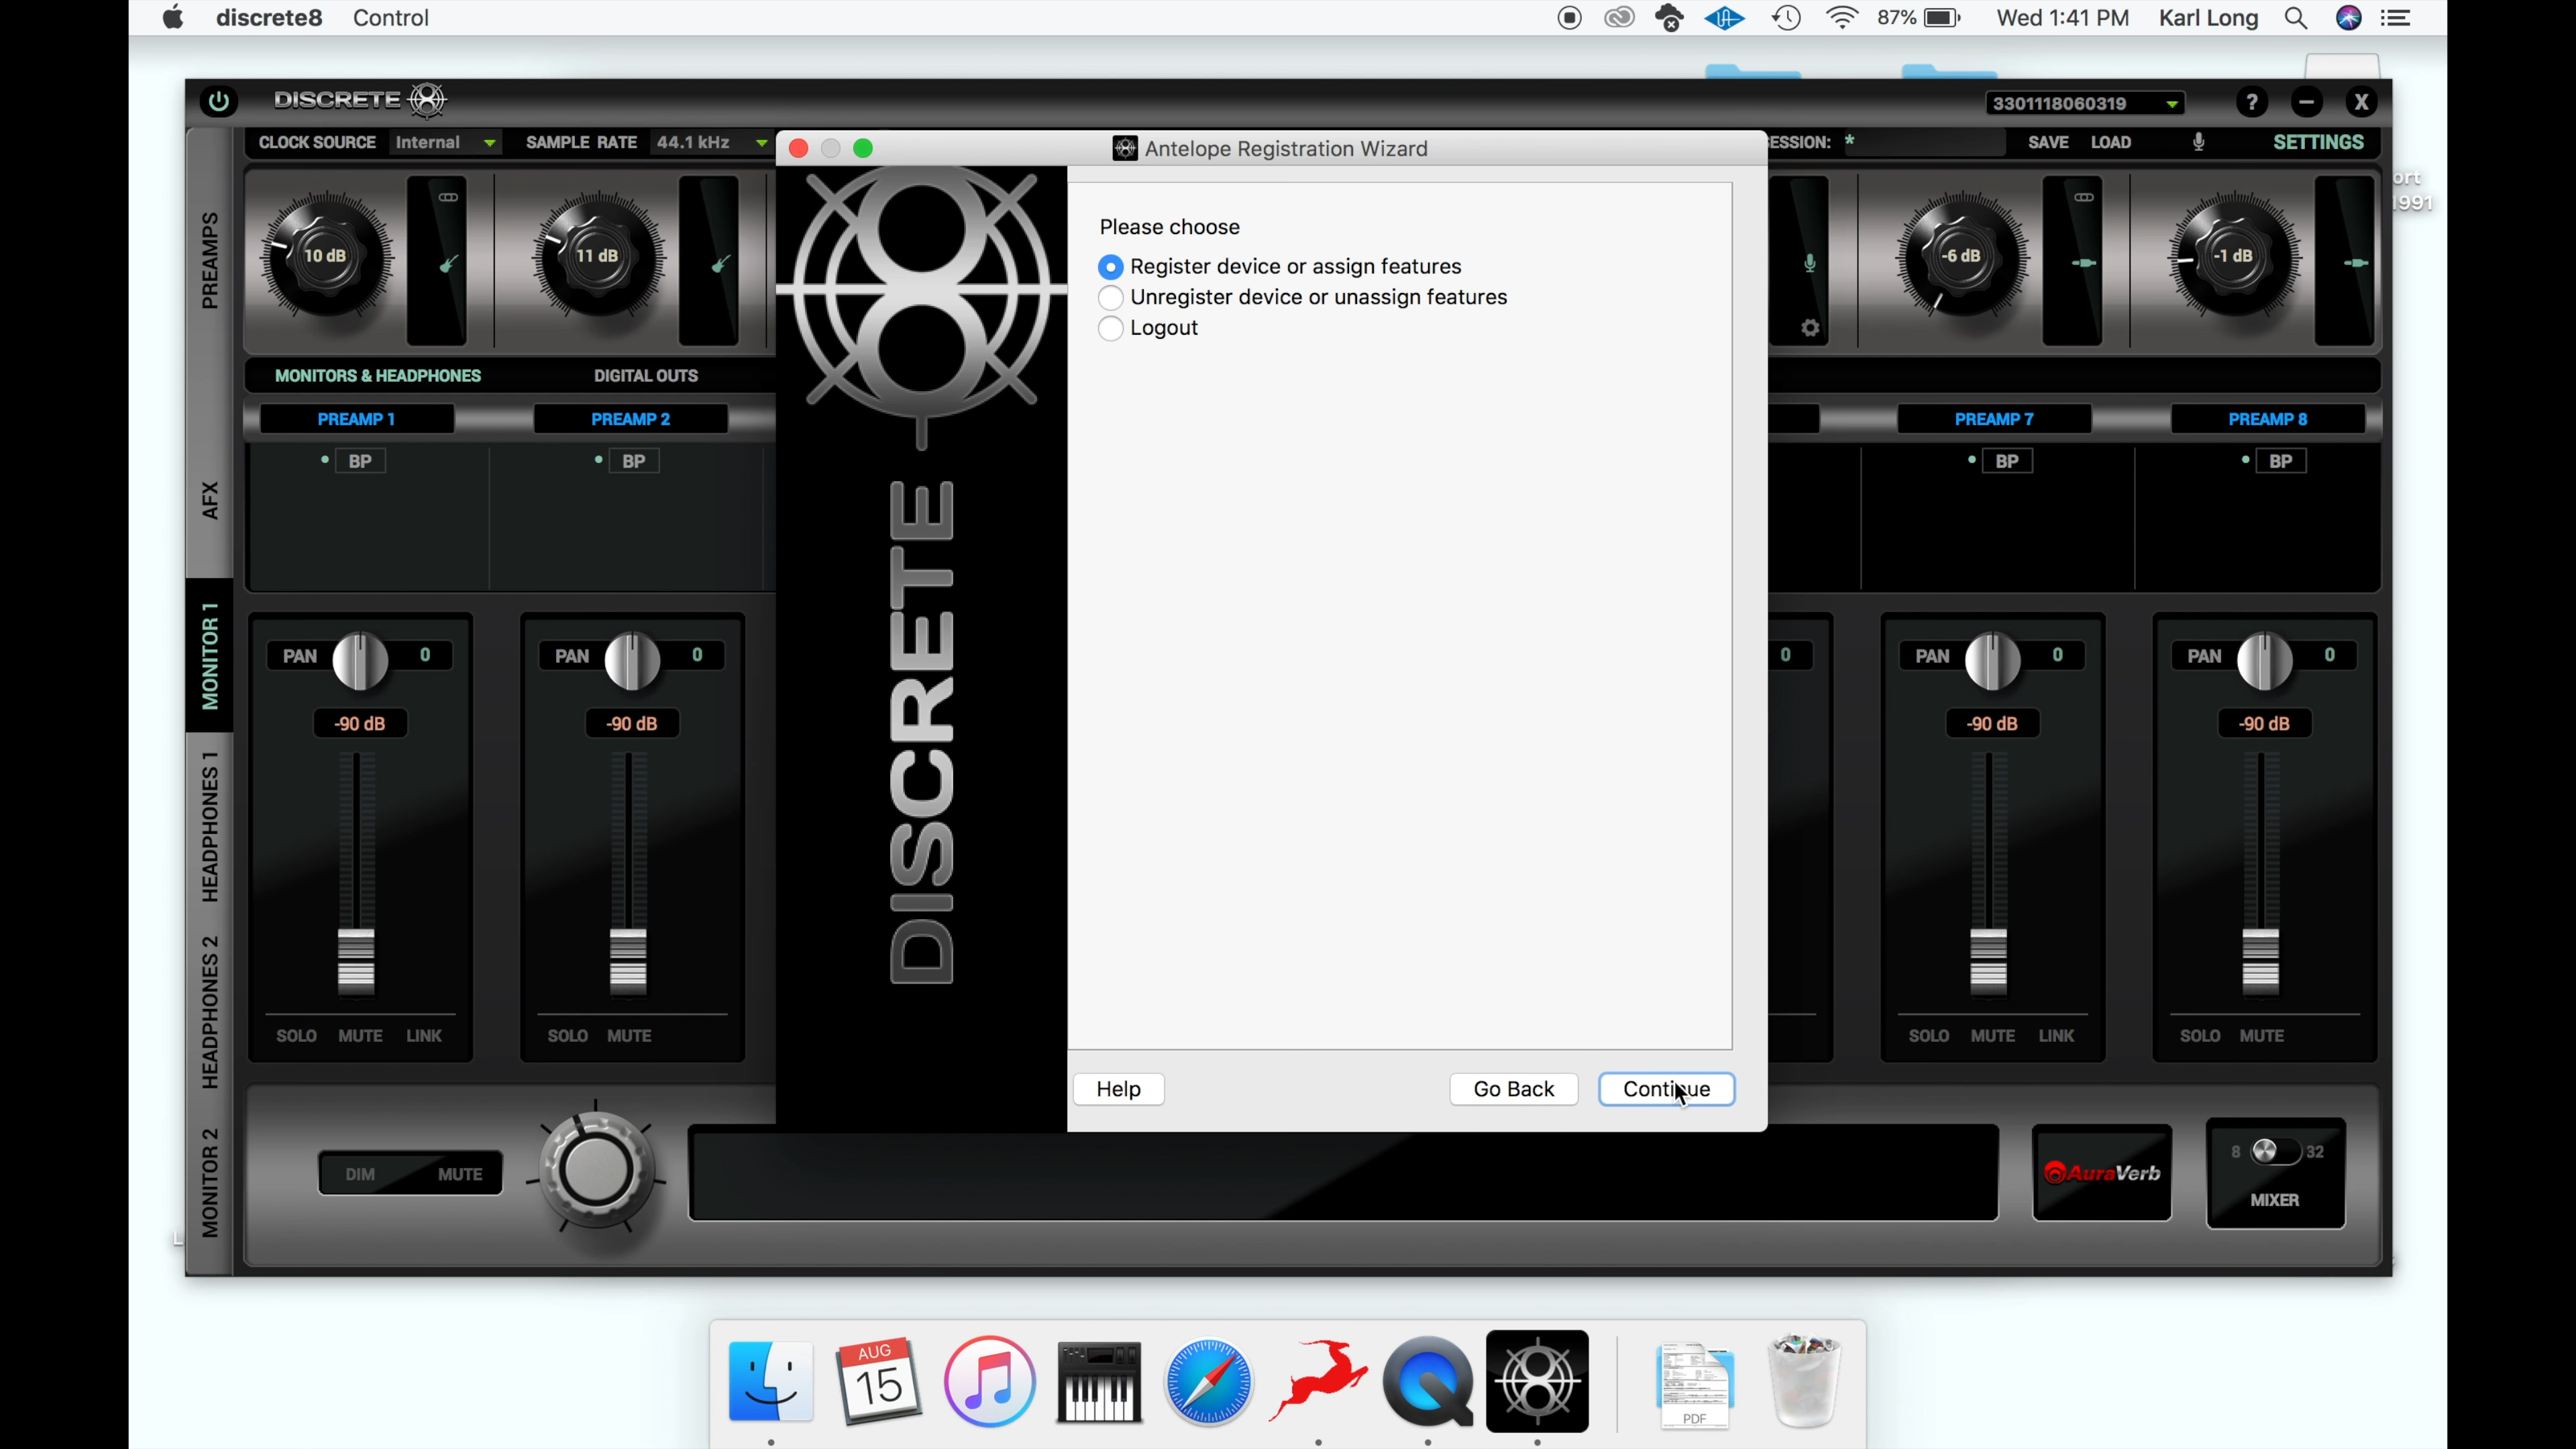 discrete8 Control 87% Wed 1:41 PM Karl Long
DISCRETE 8 3301118060319 ? − X
CLOCK SOURCE Internal SAMPLE RATE 44.1 kHz Antelope Registration Wizard ESSION: * SAVE LOAD SETTINGS
ort
1991
PREAMPS
AFX
MONITOR 1
HEADPHONES 1
HEADPHONES 2
MONITOR 2
10 dB 11 dB -6 dB -1 dB
MONITORS & HEADPHONES DIGITAL OUTS
PREAMP 1 PREAMP 2 PREAMP 7 PREAMP 8
BP BP BP BP
PAN 0 PAN 0 0 PAN 0 PAN 0
-90 dB -90 dB -90 dB -90 dB
SOLO MUTE LINK SOLO MUTE SOLO MUTE LINK SOLO MUTE
DISCRETE 8
Please choose
Register device or assign features
Unregister device or unassign features
Logout
Help Go Back Continue
DIM MUTE
AuraVerb
8 32
MIXER
L
AUG
15
PDF